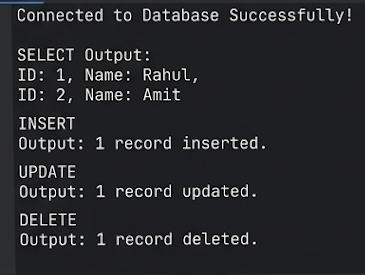 Connected to Database Successfully!
SELECT Output:
ID: 1, Name: Rahul,
ID: 2, Name: Amit
INSERT
Output: 1 record inserted.
UPDATE
Output: 1 record updated.
DELETE
Output: 1 record deleted.